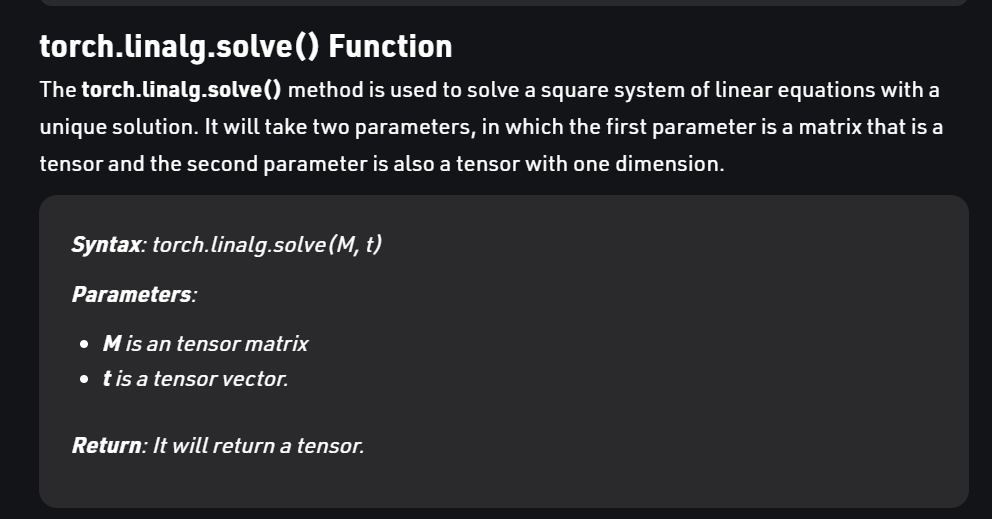 torch.linalg.solve() Function
The torch.linalg.solve() method is used to solve a square system of linear equations with a
unique solution. It will take two parameters, in which the first parameter is a matrix that is a
tensor and the second parameter is also a tensor with one dimension.
Syntax: torch.linalg.solve(M, t)
Parameters:
• M is an tensor matrix
• t is a tensor vector.
Return: It will return a tensor.